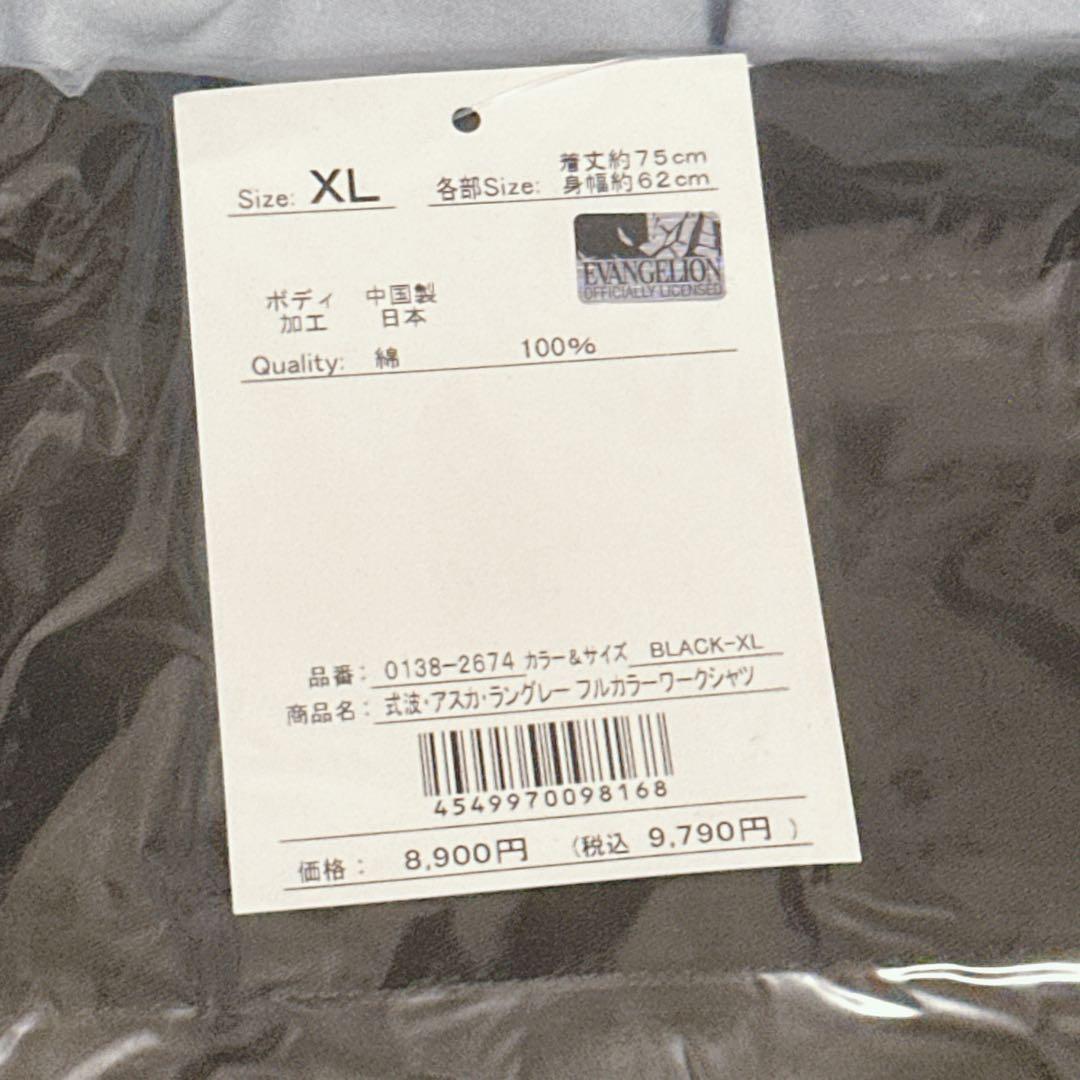 Size: XL
各部Size: 着丈約75cm
身幅約62cm
EVANGELION
OFFICIALLY LICENSED
ボディ 中国製
加工 日本
Quality: 綿 100%
品番: 0138-2674 カラー&サイズ BLACK-XL
商品名: 式波・アスカ・ラングレー フルカラーワークシャツ
4549970098168
価格: 8,900円 (税込 9,790円)